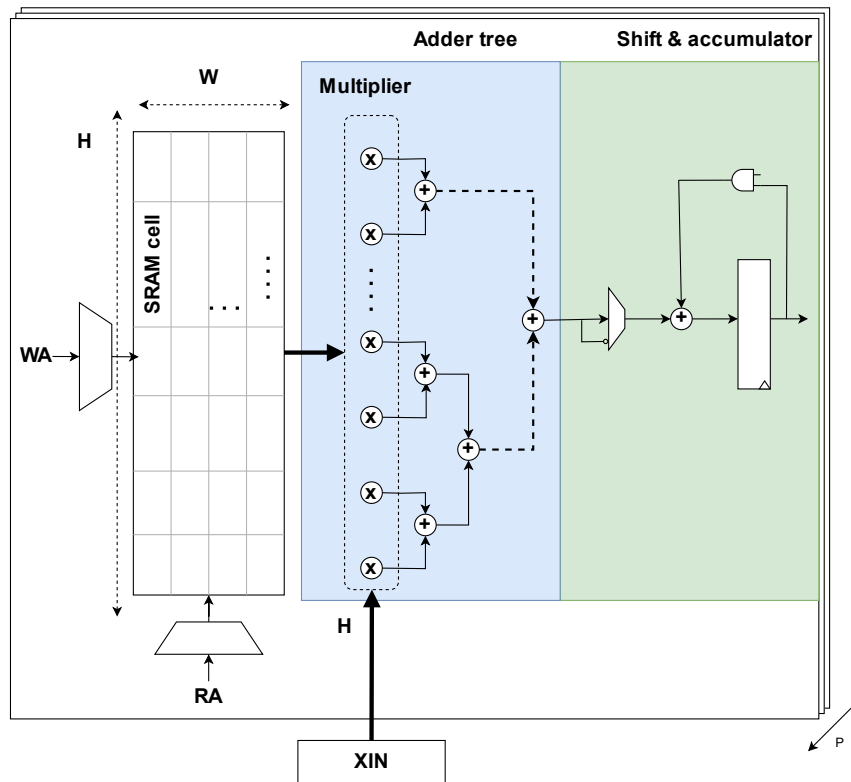 Adder tree
Shift & accumulator
W
Multiplier
H
x
+
x
SRAM cell
x
+
+
+
WA
x
+
x
+
x
H
RA
P
XIN